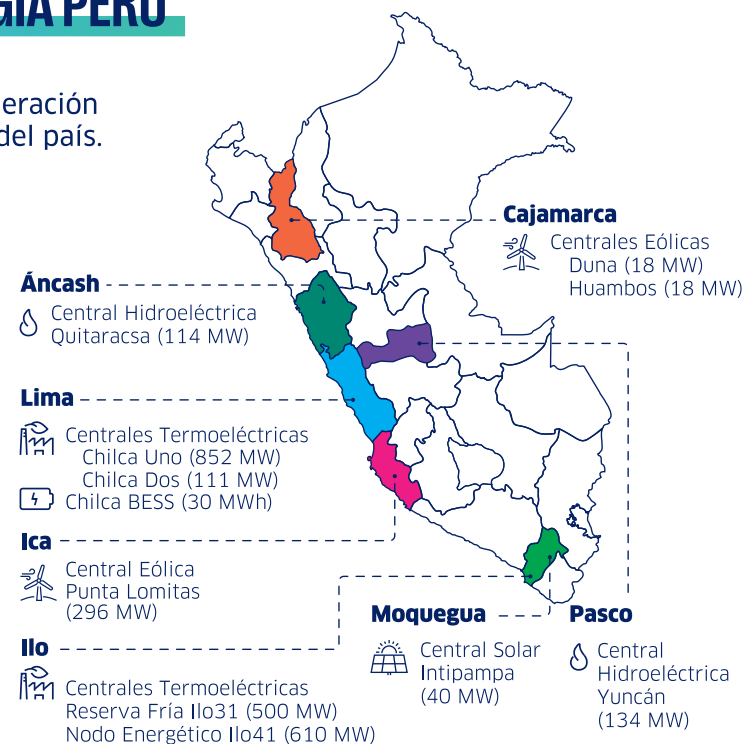 GÍA PERÚ
eración
del país.
Cajamarca
Centrales Eólicas
Duna (18 MW)
Huambos (18 MW)
Áncash
Central Hidroeléctrica
Quitaracsa (114 MW)
Lima
Centrales Termoeléctricas
Chilca Uno (852 MW)
Chilca Dos (111 MW)
Chilca BESS (30 MWh)
Ica
Central Eólica
Punta Lomitas
(296 MW)
Ilo
Centrales Termoeléctricas
Reserva Fría Ilo31 (500 MW)
Nodo Energético Ilo41 (610 MW)
Moquegua
Central Solar
Intipampa
(40 MW)
Pasco
Central
Hidroeléctrica
Yuncán
(134 MW)